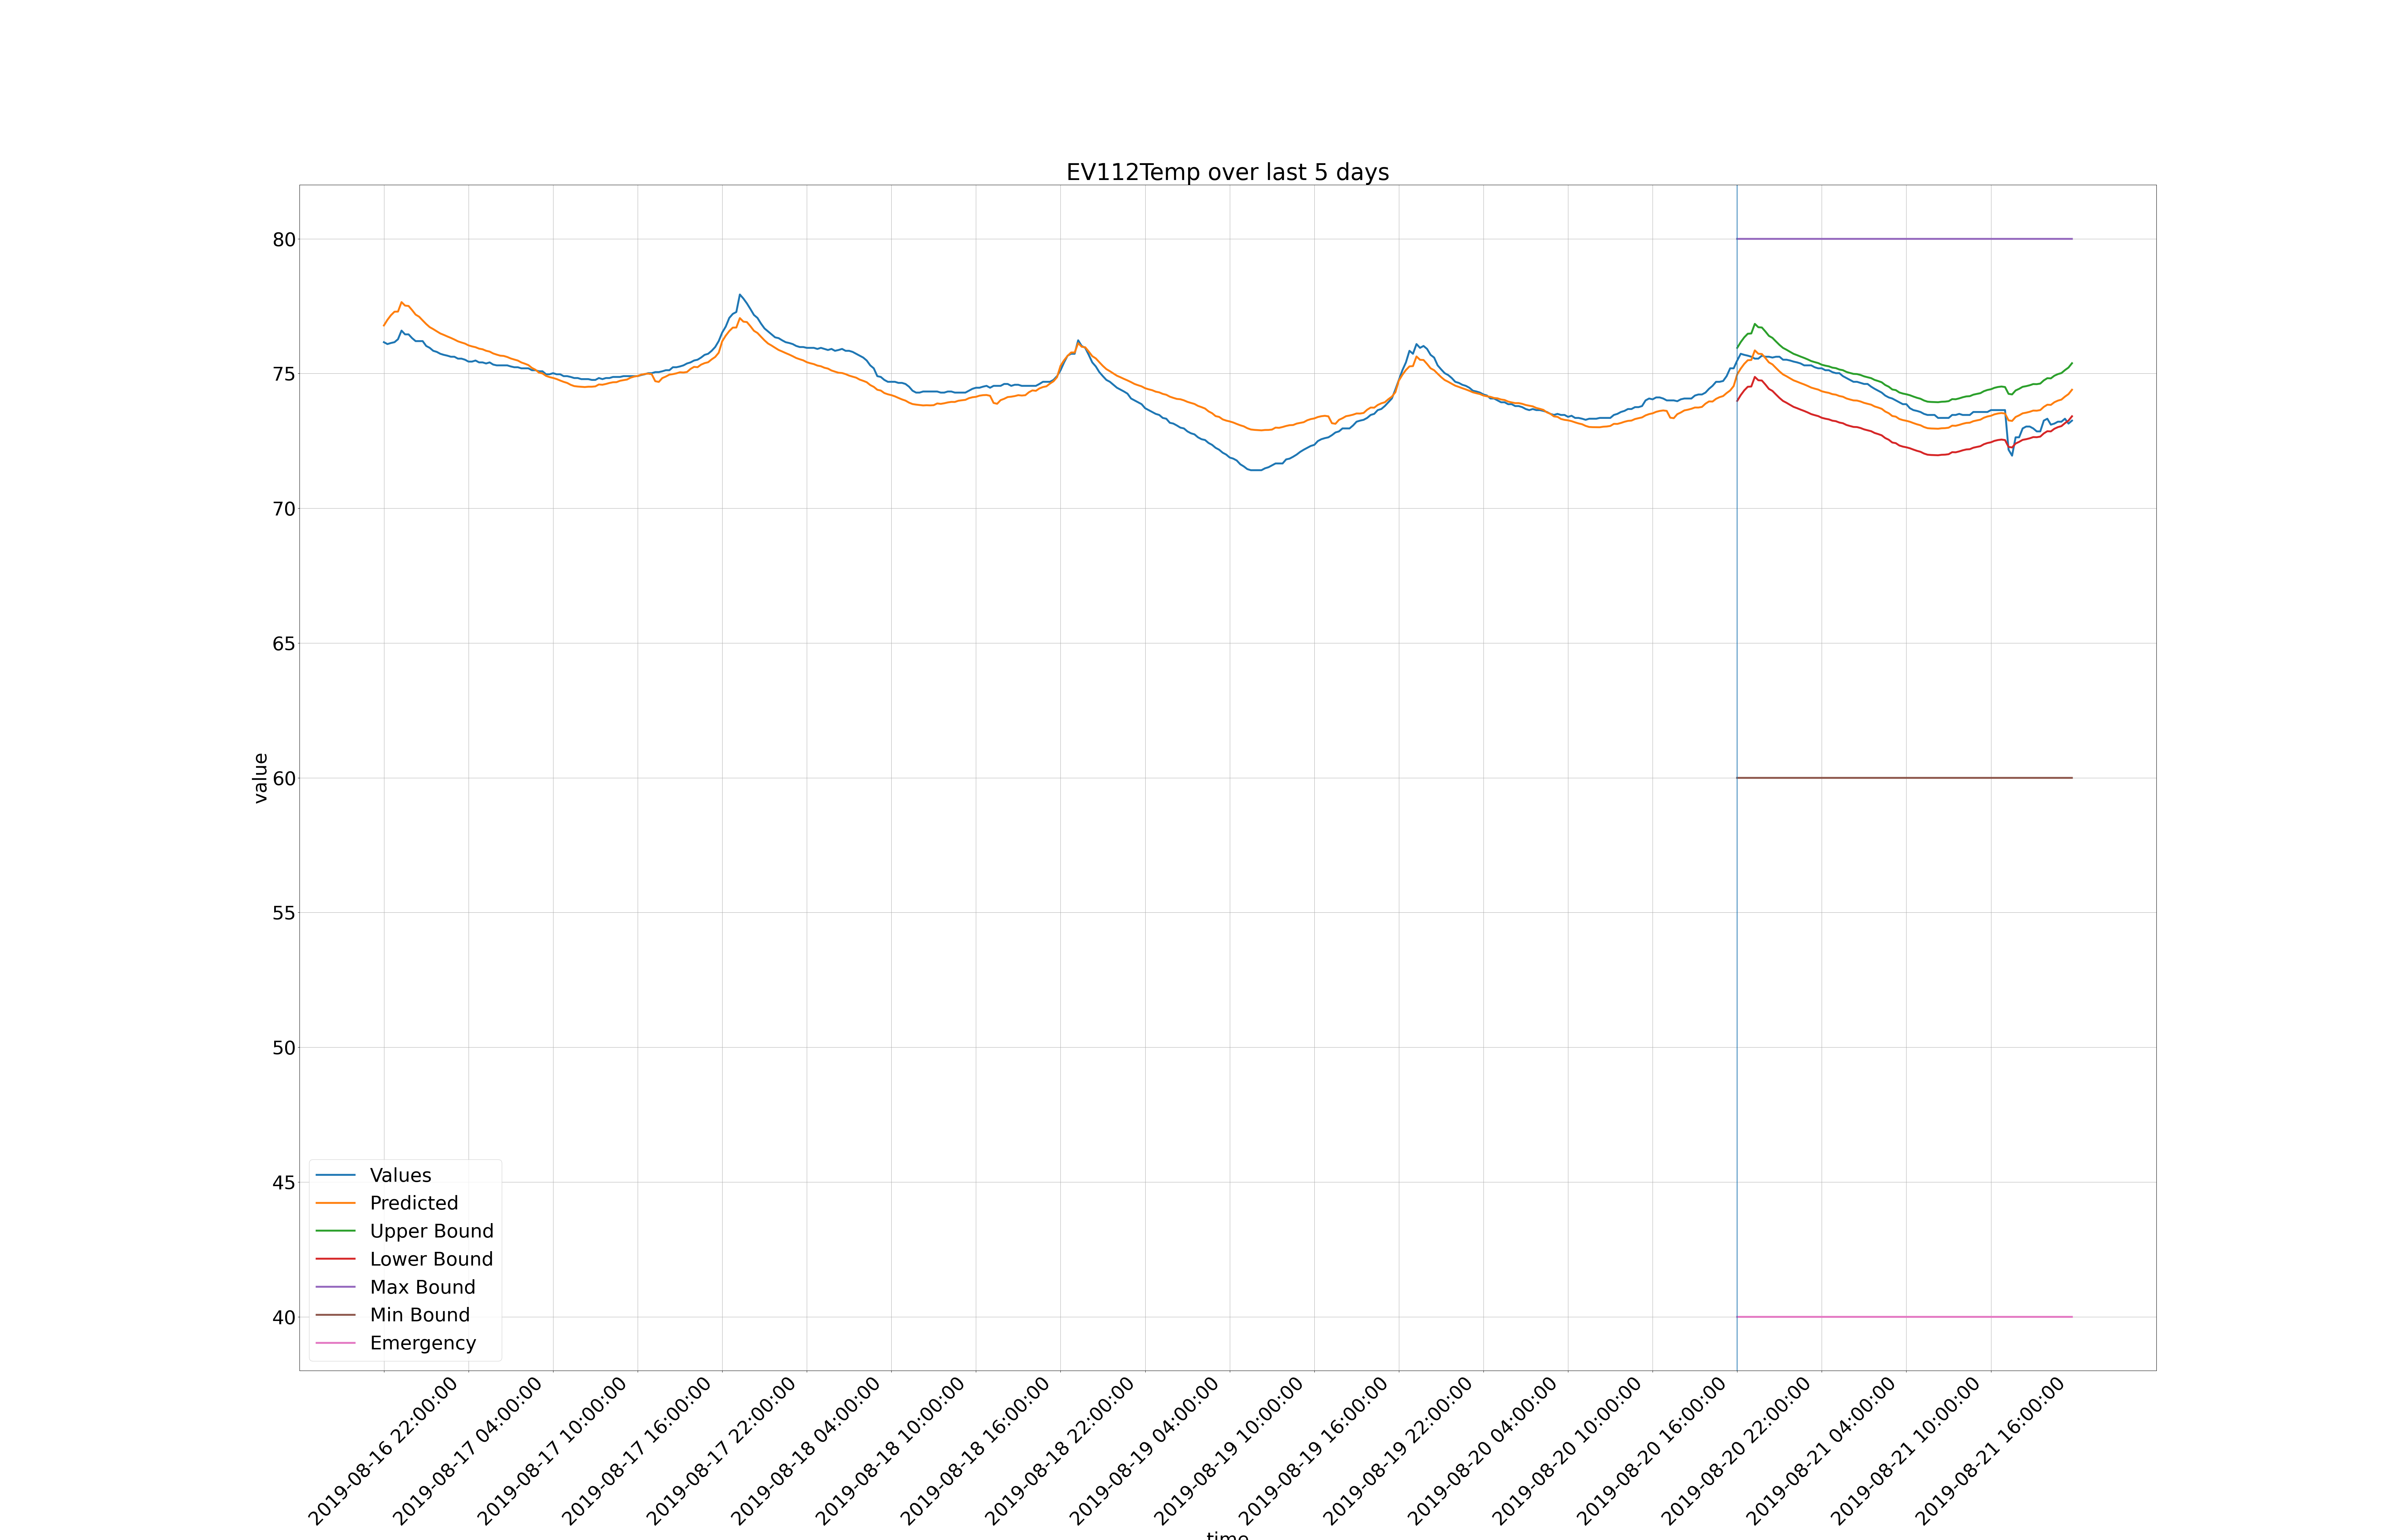 EV112Temp over last 5 days
80
75
70
65
60
55
50
45
40
value
Values
Predicted
Upper Bound
Lower Bound
Max Bound
Min Bound
Emergency
2019-08-16 22:00:00
2019-08-17 04:00:00
2019-08-17 10:00:00
2019-08-17 16:00:00
2019-08-17 22:00:00
2019-08-18 04:00:00
2019-08-18 10:00:00
2019-08-18 16:00:00
2019-08-18 22:00:00
2019-08-19 04:00:00
2019-08-19 10:00:00
2019-08-19 16:00:00
2019-08-19 22:00:00
2019-08-20 04:00:00
2019-08-20 10:00:00
2019-08-20 16:00:00
2019-08-20 22:00:00
2019-08-21 04:00:00
2019-08-21 10:00:00
2019-08-21 16:00:00
time